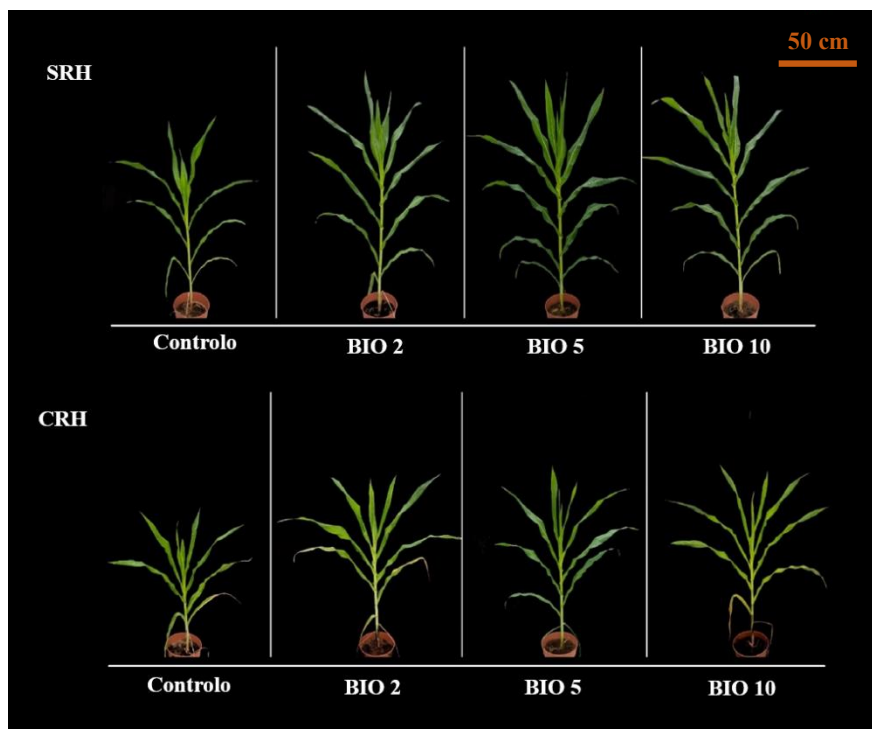 50 cm
SRH
Controlo
BIO 2
BIO 5
BIO 10
CRH
Controlo
BIO 2
BIO 5
BIO 10